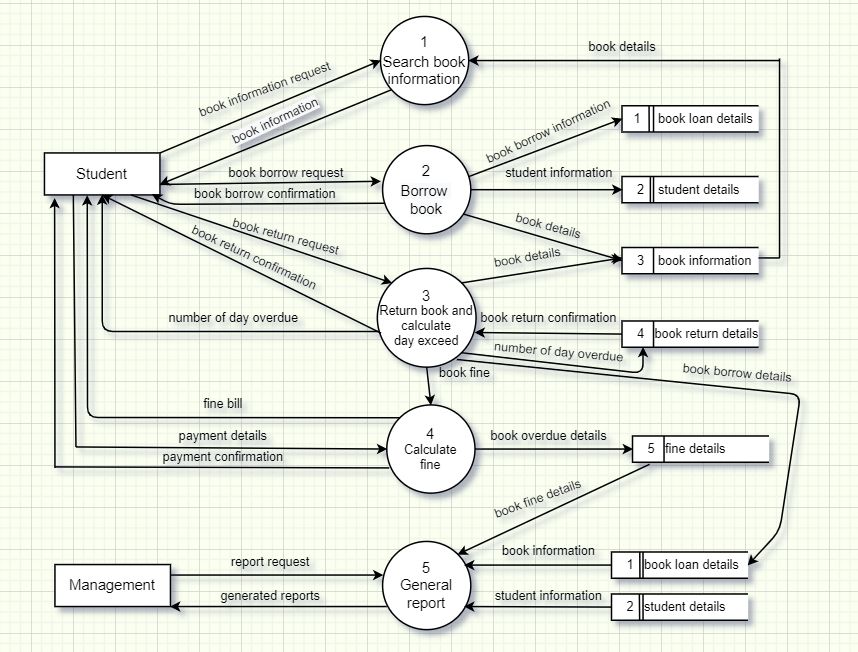 book details
1
Search book
information
book information request
book information
book borrow information
1 book loan details
Student
book borrow request
book borrow confirmation
2
Borrow
book
student information
2 student details
book details
book details
3 book information
book return request
book return confirmation
3
Return book and
calculate
day exceed
number of day overdue
book return confirmation
4 book return details
number of day overdue
book borrow details
book fine
fine bill
payment details
payment confirmation
4
Calculate
fine
book overdue details
5 fine details
book fine details
Management
report request
generated reports
5
General
report
book information
1 book loan details
student information
2 student details